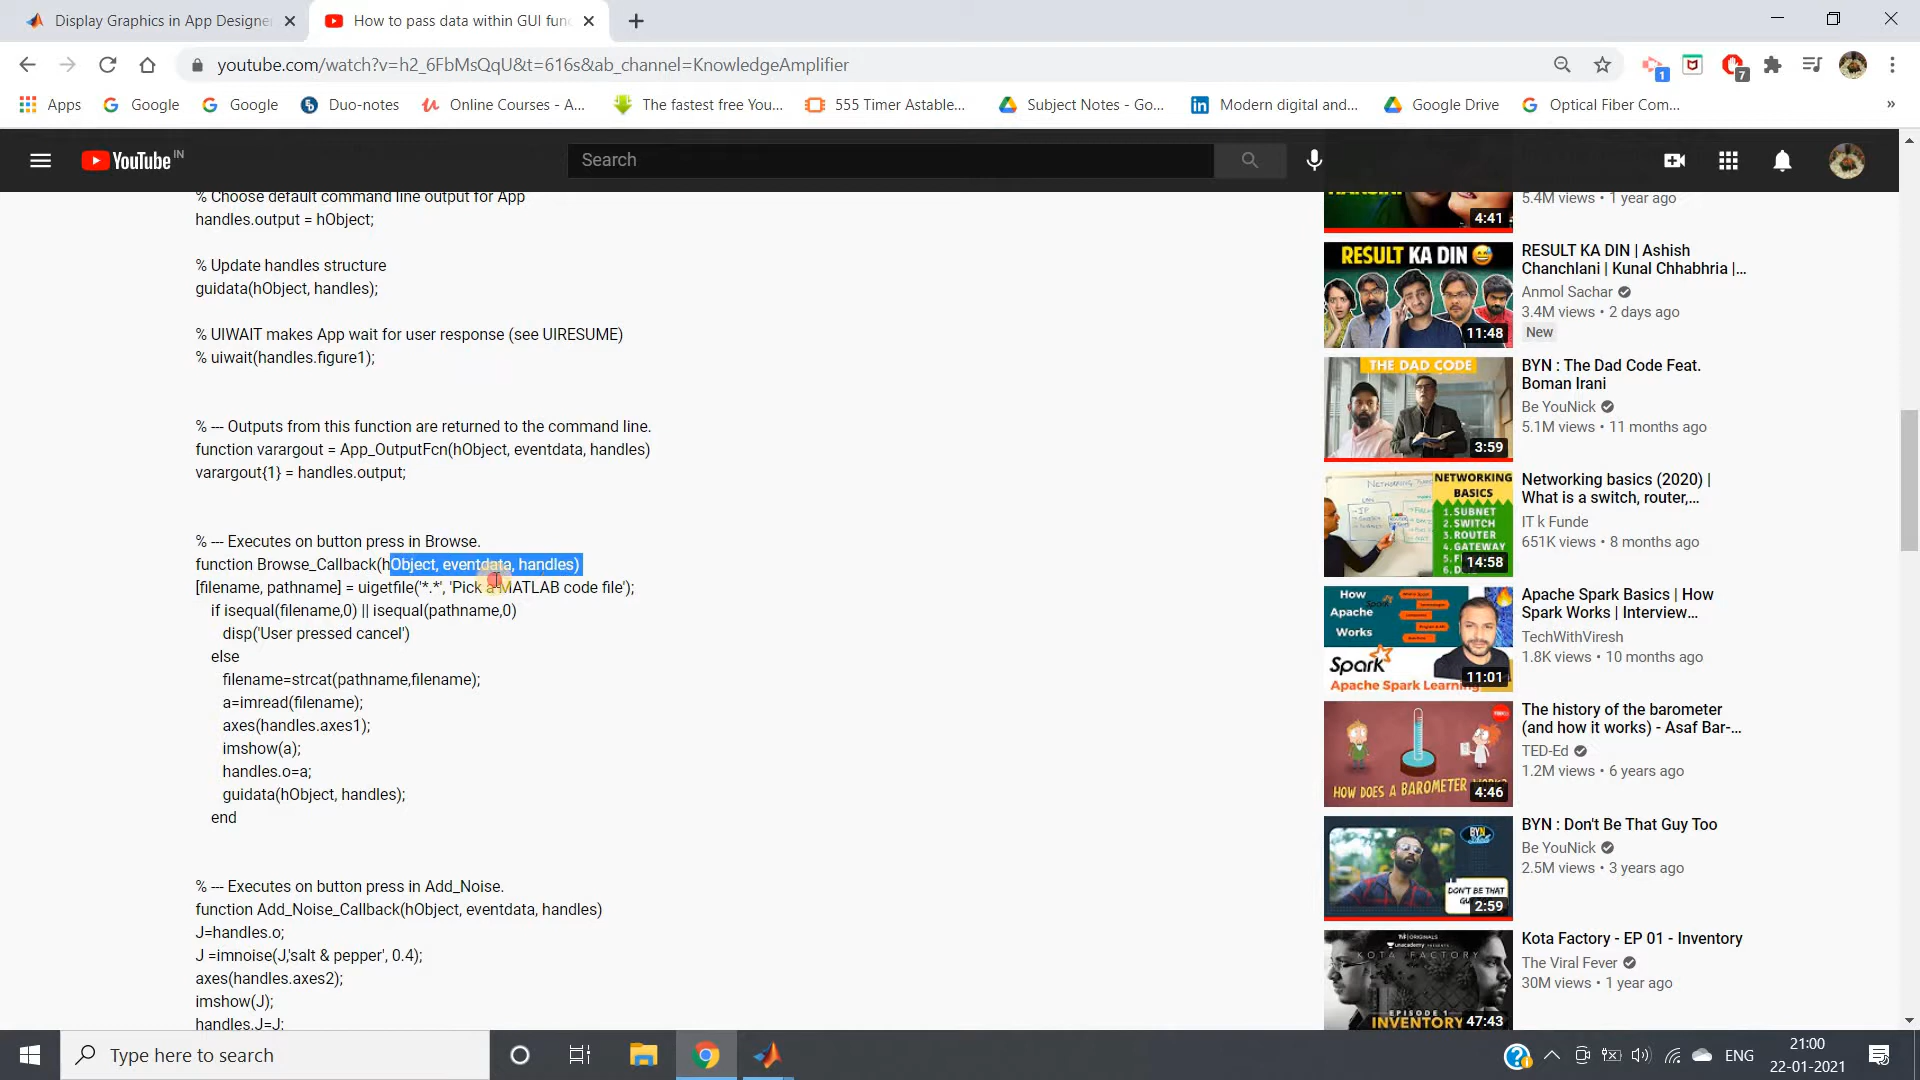 Display Graphics in App Designe
How to pass data within GUI fun
youtube.com/watch?v=h2_6FbMsQqU&t=616s&ab_channel=KnowledgeAmplifier
1
7
Apps
Google
Google
Duo-notes
Online Courses - A...
The fastest free You...
555 Timer Astable...
Subject Notes - Go...
Modern digital and...
Google Drive
Optical Fiber Com...
»
YouTube IN
Search
% Choose default command line output for App
handles.output = hObject;
% Update handles structure
guidata(hObject, handles);
% UIWAIT makes App wait for user response (see UIRESUME)
% uiwait(handles.figure1);
% --- Outputs from this function are returned to the command line.
function varargout = App_OutputFcn(hObject, eventdata, handles)
varargout{1} = handles.output;
% --- Executes on button press in Browse.
function Browse_Callback(hObject, eventdata, handles)
[filename, pathname] = uigetfile('*.*', 'Pick a MATLAB code file');
if isequal(filename,0) || isequal(pathname,0)
disp('User pressed cancel')
else
filename=strcat(pathname,filename);
a=imread(filename);
axes(handles.axes1);
imshow(a);
handles.o=a;
guidata(hObject, handles);
end
% --- Executes on button press in Add_Noise.
function Add_Noise_Callback(hObject, eventdata, handles)
J=handles.o;
J =imnoise(J,'salt & pepper', 0.4);
axes(handles.axes2);
imshow(J);
handles.J=J;
4:41
5.4M views • 1 year ago
RESULT KA DIN
11:48
RESULT KA DIN | Ashish
Chanchlani | Kunal Chhabhria |...
Anmol Sachar
3.4M views • 2 days ago
New
THE DAD CODE
3:59
BYN : The Dad Code Feat.
Boman Irani
Be YouNick
5.1M views • 11 months ago
NETWORKING
BASICS
1.SUBNET
2.SWITCH
3.ROUTER
4.GATEWAY
14:58
Networking basics (2020) |
What is a switch, router,...
IT k Funde
651K views • 8 months ago
How
Apache
Works
Spark
Apache Spark Learning
11:01
Apache Spark Basics | How
Spark Works | Interview...
TechWithViresh
1.8K views • 10 months ago
HOW DOES A BAROMETER WORK?
4:46
The history of the barometer
(and how it works) - Asaf Bar-...
TED-Ed
1.2M views • 6 years ago
BYN
DON'T BE THAT
2:59
BYN : Don't Be That Guy Too
Be YouNick
2.5M views • 3 years ago
KOTA FACTORY
EPISODE 1
INVENTORY
47:43
Kota Factory - EP 01 - Inventory
The Viral Fever
30M views • 1 year ago
Type here to search
ENG
21:00
22-01-2021